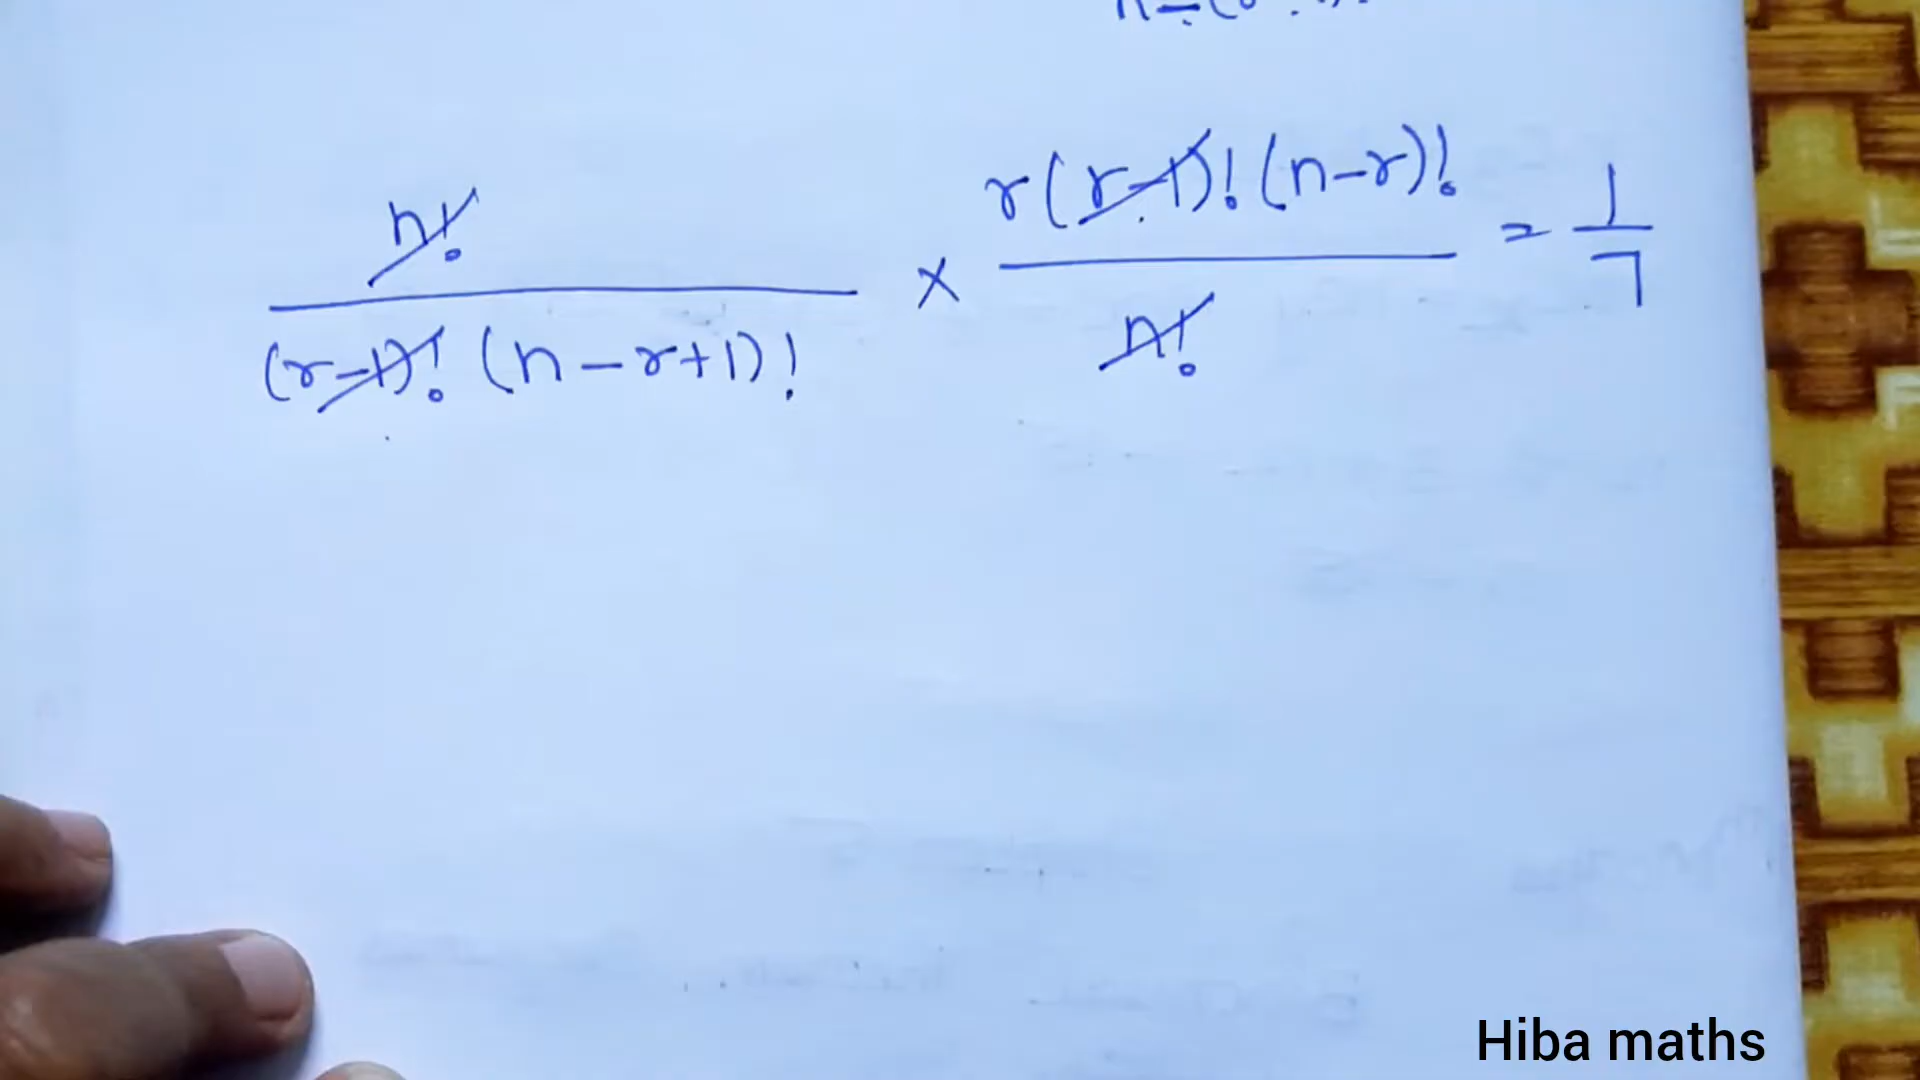 n! / (r-1)! (n-r+1)! × r(r-1)! (n-r)! / n! = 1/7
Hiba maths